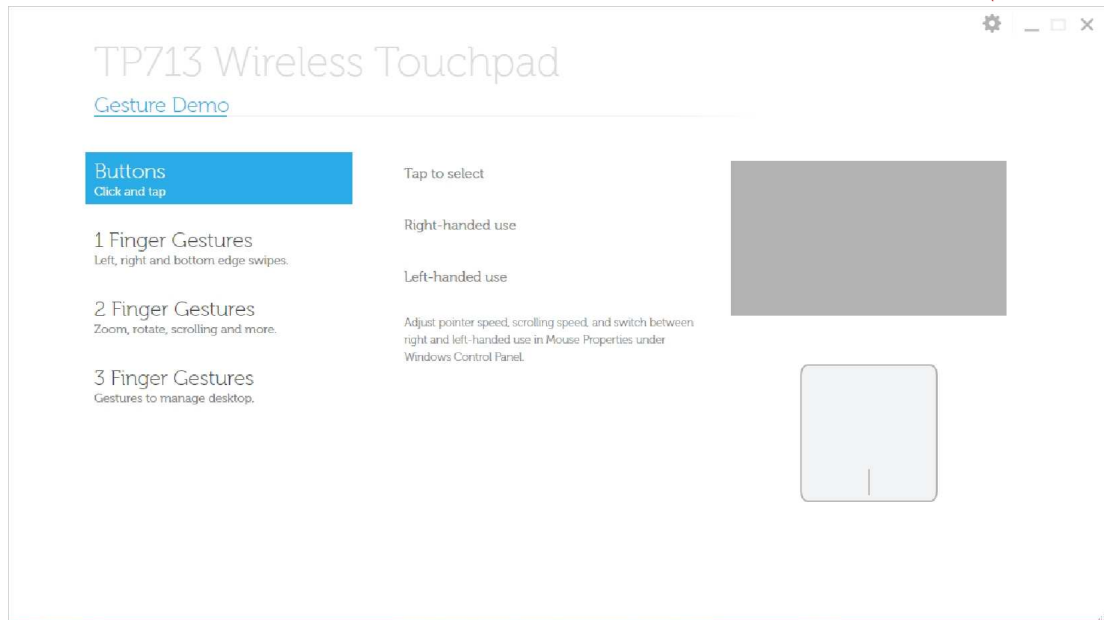 TP713 Wireless Touchpad
Gesture Demo
Buttons
Click and tap
1 Finger Gestures
Left, right and bottom edge swipes.
2 Finger Gestures
Zoom, rotate, scrolling and more.
3 Finger Gestures
Gestures to manage desktop.
Tap to select
Right-handed use
Left-handed use
Adjust pointer speed, scrolling speed, and switch between
right and left-handed use in Mouse Properties under
Windows Control Panel.